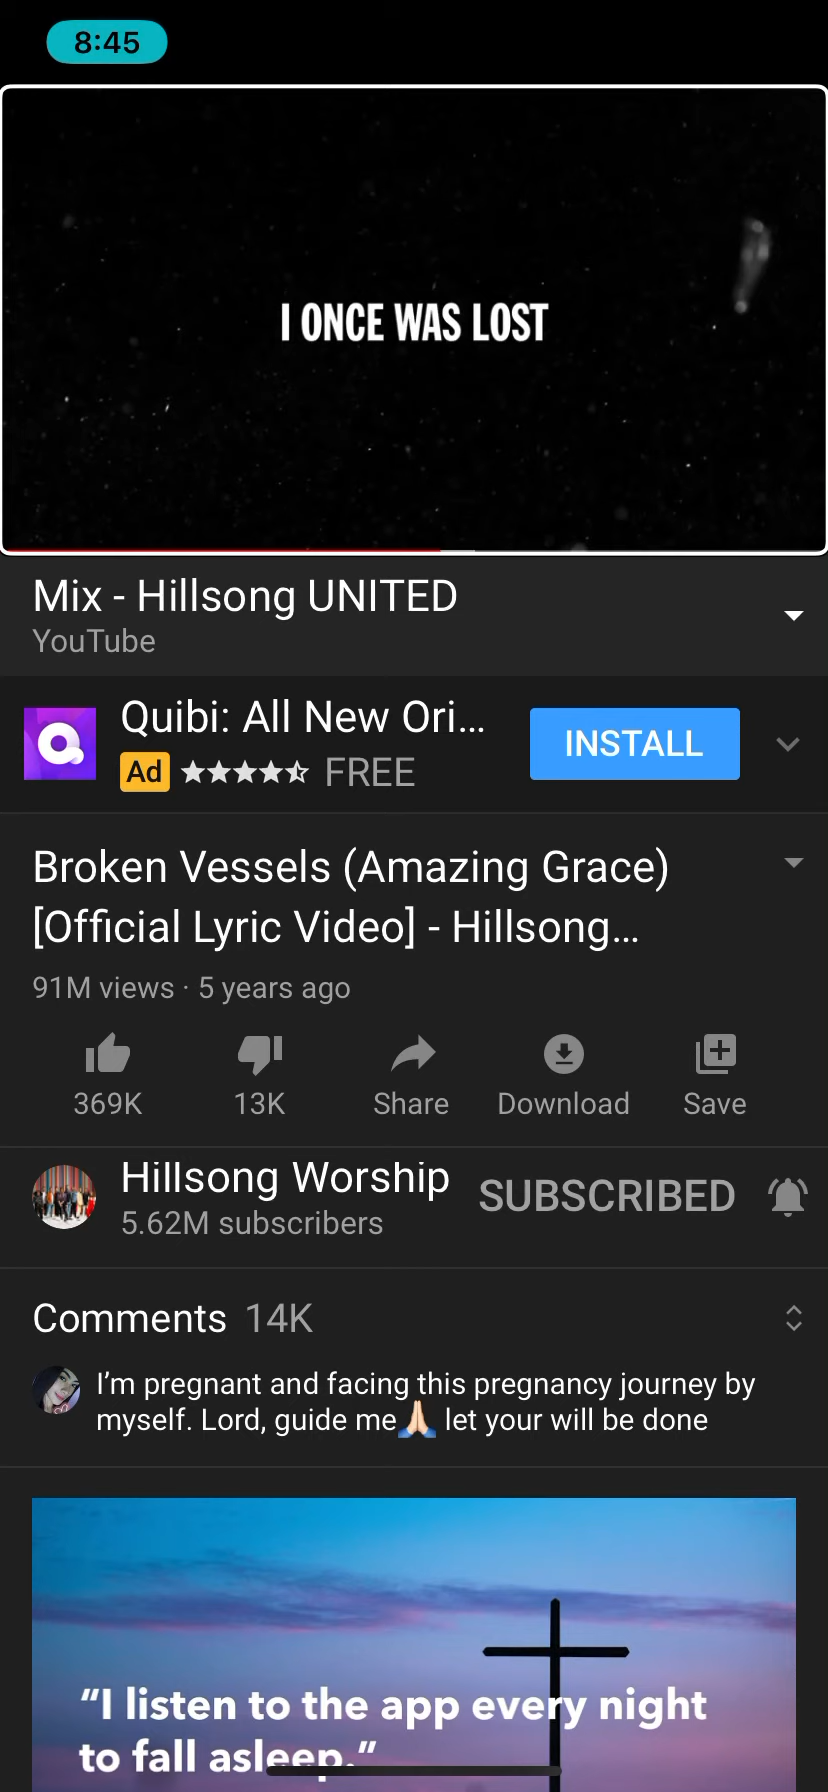 8:45
I ONCE WAS LOST
Mix - Hillsong UNITED
YouTube
Quibi: All New Ori...
Ad FREE
INSTALL
Broken Vessels (Amazing Grace)
[Official Lyric Video] - Hillsong...
91M views · 5 years ago
369K 13K Share Download Save
Hillsong Worship
5.62M subscribers
SUBSCRIBED
Comments 14K
I'm pregnant and facing this pregnancy journey by
myself. Lord, guide me🙏🏻 let your will be done
“I listen to the app every night
to fall asleep.”